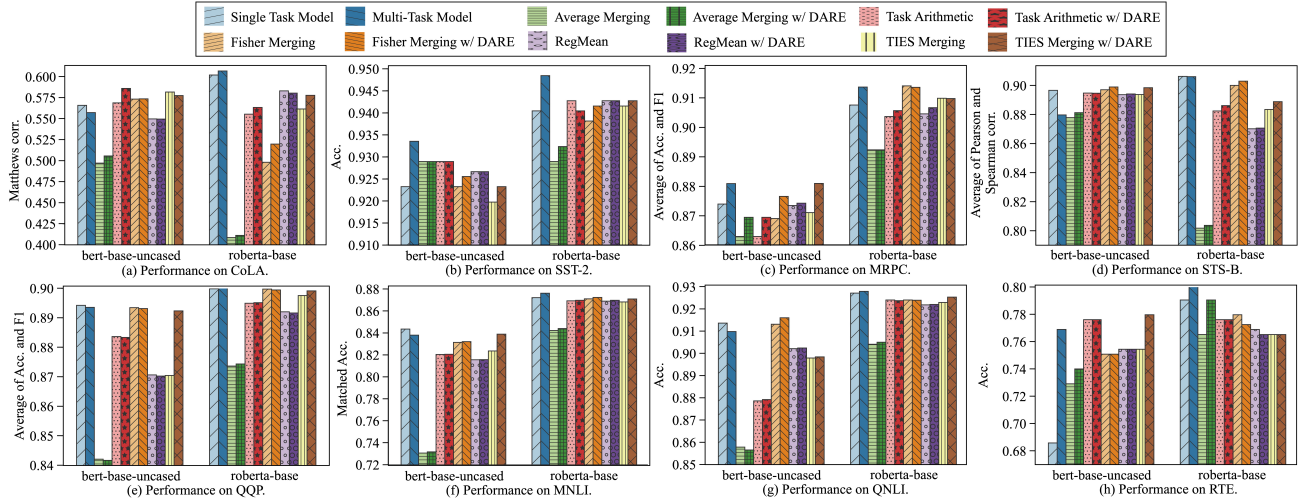 Single Task Model Multi-Task Model Average Merging Average Merging w/ DARE Task Arithmetic Task Arithmetic w/ DARE
Fisher Merging Fisher Merging w/ DARE RegMean RegMean w/ DARE TIES Merging TIES Merging w/ DARE
Matthews corr.
0.600
0.575
0.550
0.525
0.500
0.475
0.450
0.425
0.400
bert-base-uncased roberta-base
(a) Performance on CoLA.
Acc.
0.950
0.945
0.940
0.935
0.930
0.925
0.920
0.915
0.910
bert-base-uncased roberta-base
(b) Performance on SST-2.
Average of Acc. and F1
0.92
0.91
0.90
0.89
0.88
0.87
0.86
bert-base-uncased roberta-base
(c) Performance on MRPC.
Average of Pearson and
Spearman corr.
0.90
0.88
0.86
0.84
0.82
0.80
bert-base-uncased roberta-base
(d) Performance on STS-B.
Average of Acc. and F1
0.90
0.89
0.88
0.87
0.86
0.85
0.84
bert-base-uncased roberta-base
(e) Performance on QQP.
Matched Acc.
0.88
0.86
0.84
0.82
0.80
0.78
0.76
0.74
0.72
bert-base-uncased roberta-base
(f) Performance on MNLI.
Acc.
0.93
0.92
0.91
0.90
0.89
0.88
0.87
0.86
0.85
bert-base-uncased roberta-base
(g) Performance on QNLI.
Acc.
0.80
0.78
0.76
0.74
0.72
0.70
0.68
bert-base-uncased roberta-base
(h) Performance on RTE.